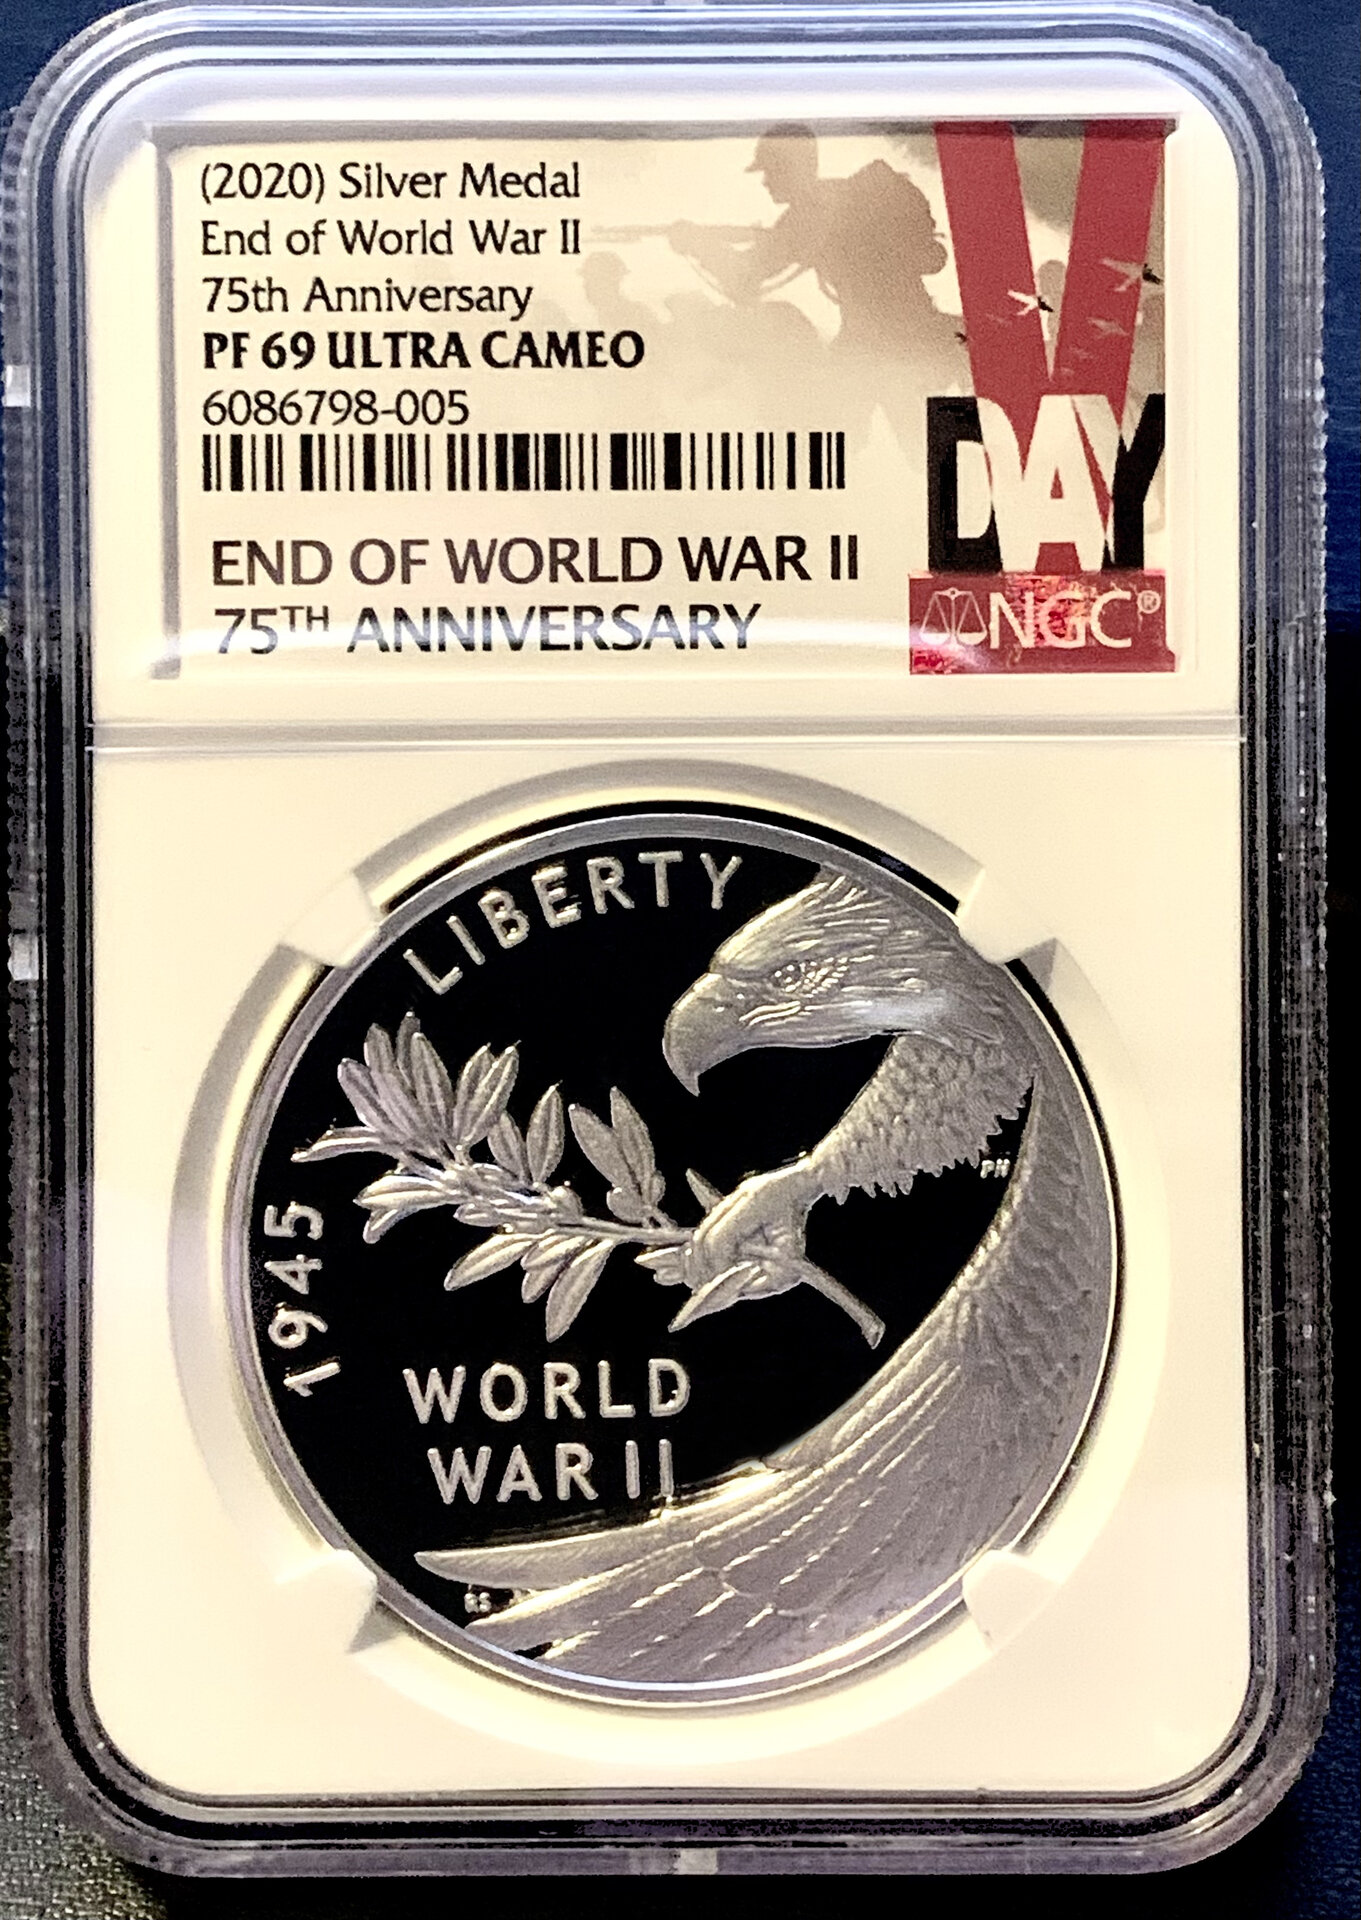 (2020) Silver Medal
End of World War II
75th Anniversary
PF 69 ULTRA CAMEO
6086798-005
END OF WORLD WAR II
75TH ANNIVERSARY
V
DAY
NGC®
LIBERTY
PH
1945
WORLD
WAR II
RS